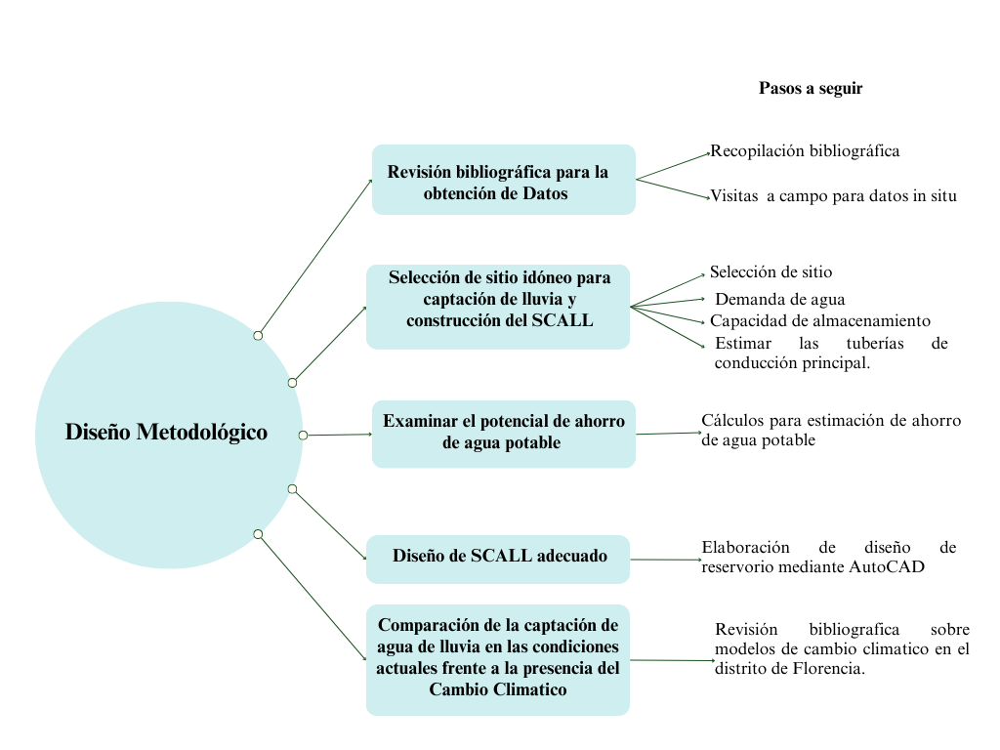 Pasos a seguir
Diseño Metodológico
Revisión bibliográfica para la
obtención de Datos
Recopilación bibliográfica
Visitas a campo para datos in situ
Selección de sitio idóneo para
captación de lluvia y
construcción del SCALL
Selección de sitio
Demanda de agua
Capacidad de almacenamiento
Estimar las tuberías de
conducción principal.
Examinar el potencial de ahorro
de agua potable
Cálculos para estimación de ahorro
de agua potable
Diseño de SCALL adecuado
Elaboración de diseño de
reservorio mediante AutoCAD
Comparación de la captación de
agua de lluvia en las condiciones
actuales frente a la presencia del
Cambio Climatico
Revisión bibliografica sobre
modelos de cambio climatico en el
distrito de Florencia.